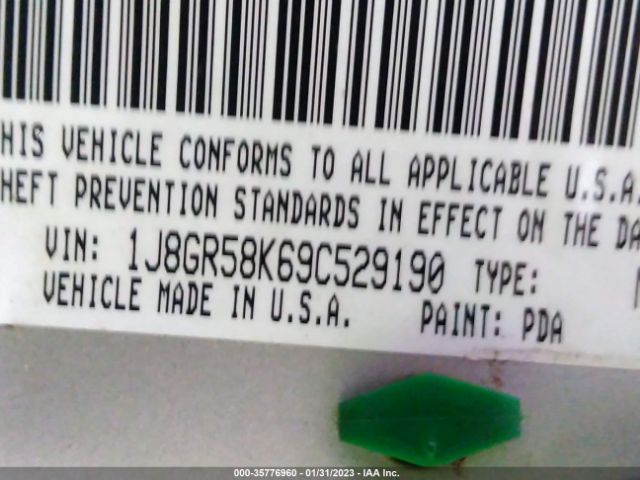 HIS VEHICLE CONFORMS TO ALL APPLICABLE U.S.A.
HEFT PREVENTION STANDARDS IN EFFECT ON THE DA
VIN: 1J8GR58K69C529190 TYPE:
VEHICLE MADE IN U.S.A. PAINT: PDA
000-35776960 - 01/31/2023 - IAA Inc.